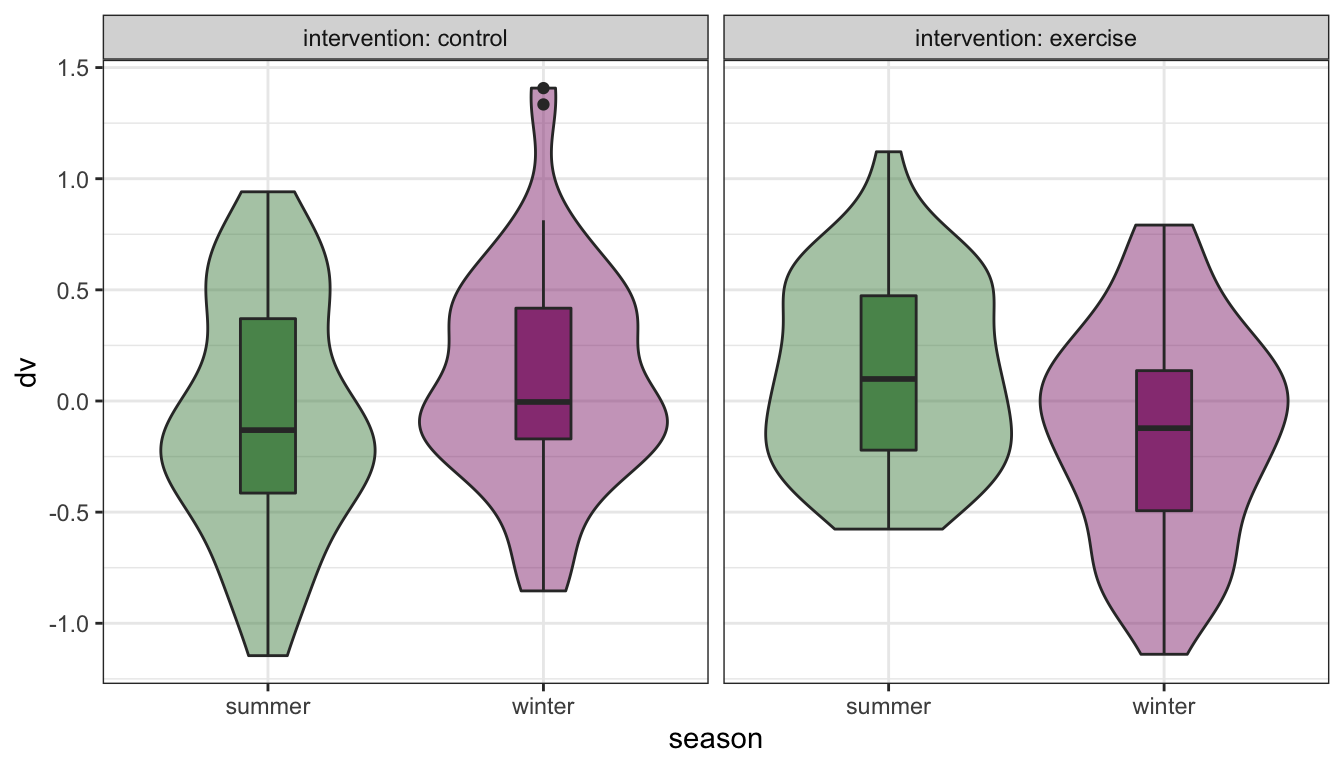 intervention: control
intervention: exercise
1.5
1.0
0.5
0.0
-0.5
-1.0
dv
summer
winter
summer
winter
season